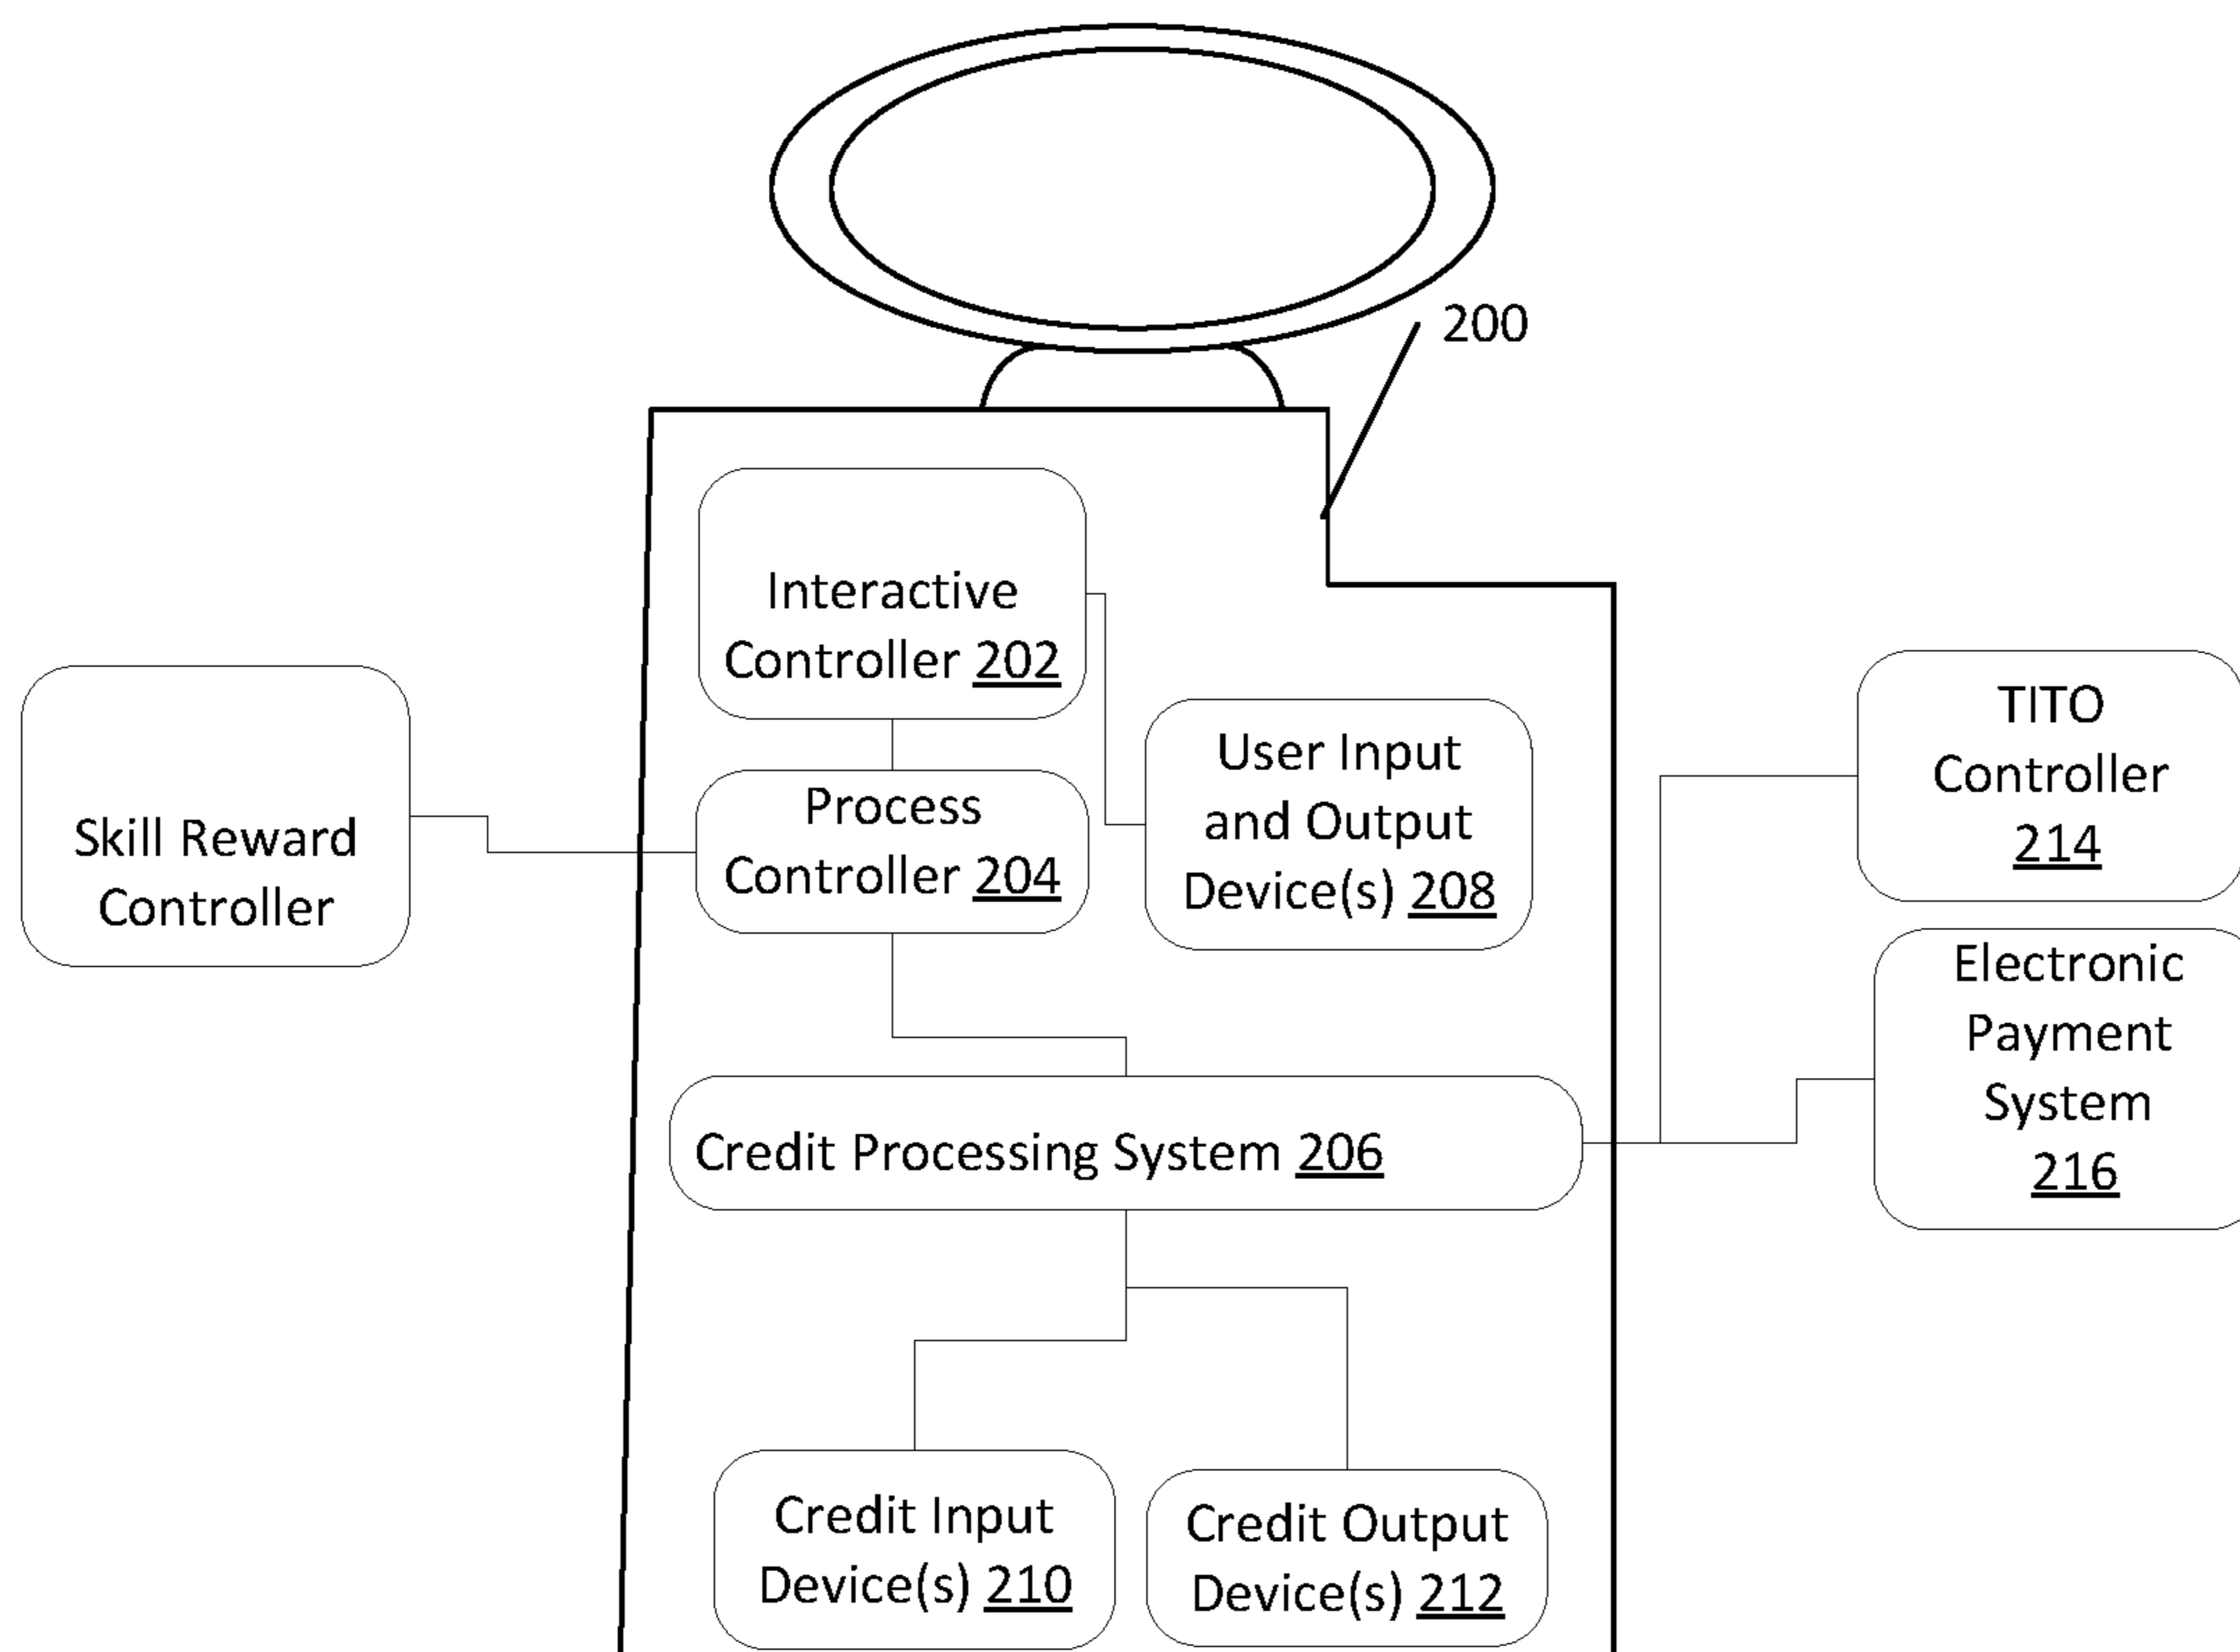 200
Interactive
Controller 202
Skill Reward
Controller
Process
Controller 204
User Input
and Output
Device(s) 208
TITO
Controller
214
Electronic
Payment
System
216
Credit Processing System 206
Credit Input
Device(s) 210
Credit Output
Device(s) 212